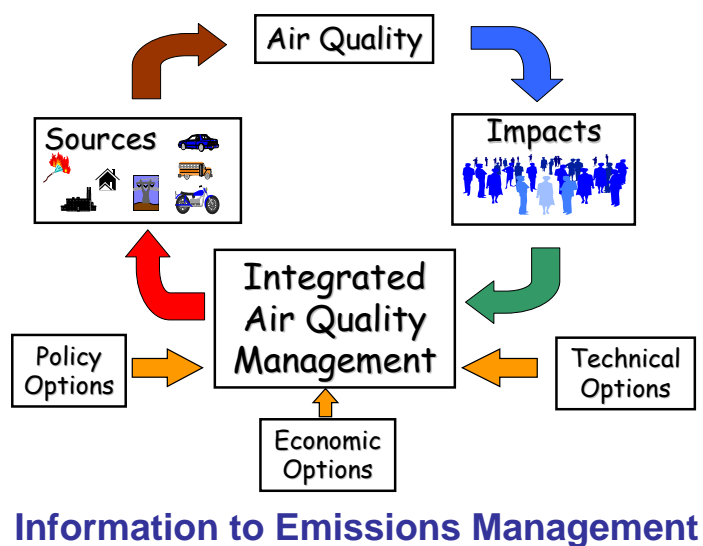 Air Quality
Sources
Impacts
Integrated
Air Quality
Management
Policy
Options
Technical
Options
Economic
Options
Information to Emissions Management